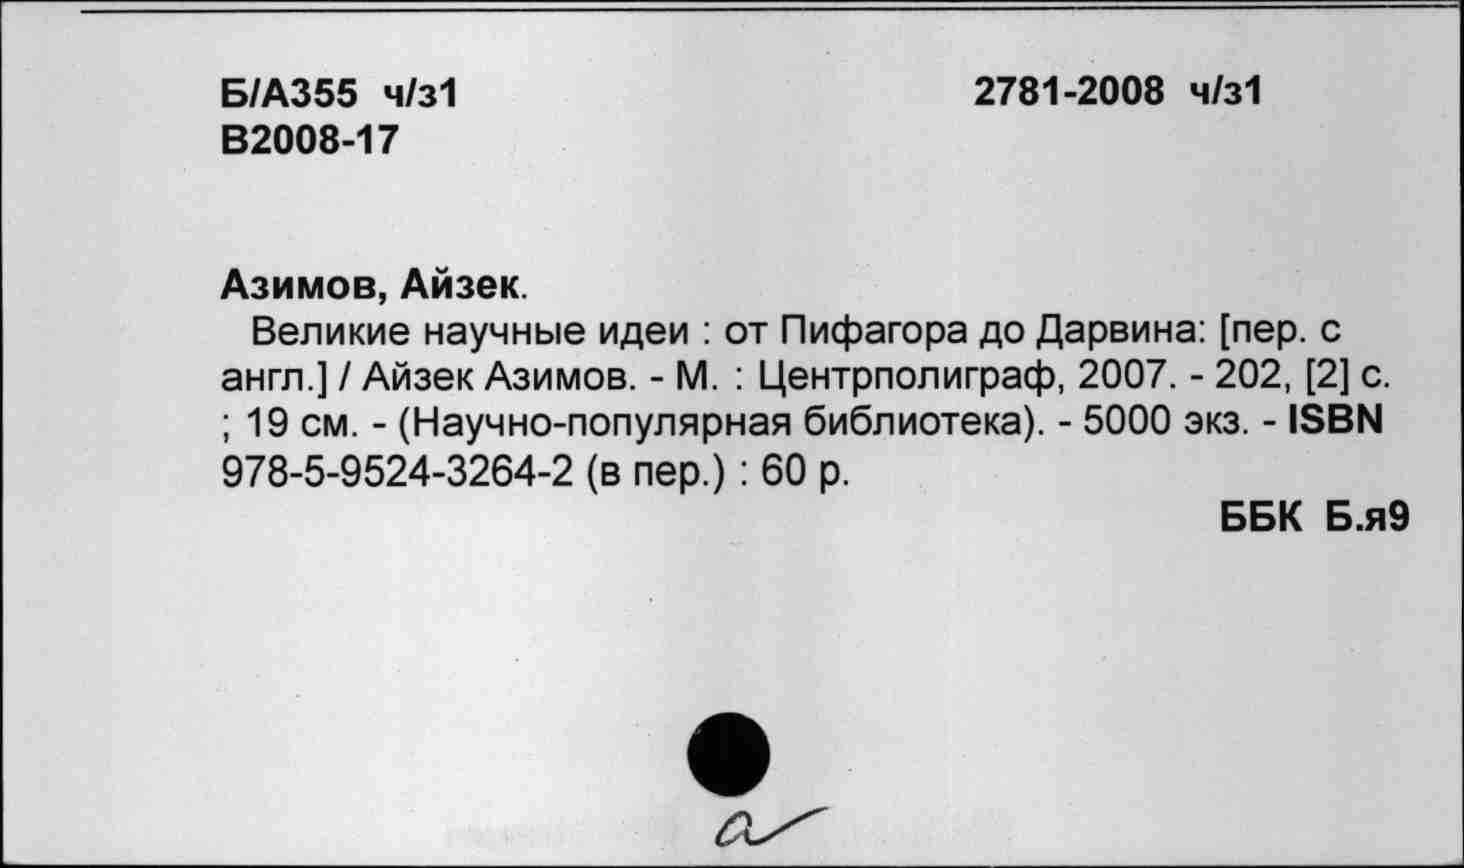 Б/А355 ч/з1 2781-2008 ч/з1
В2008-17
Азимов, Айзек.
Великие научные идеи : от Пифагора до Дарвина: [пер. с
англ.] / Айзек Азимов. - М. : Центрполиграф, 2007. - 202, [2] с.
; 19 см. - (Научно-популярная библиотека). - 5000 экз. - ISBN
978-5-9524-3264-2 (в пер.) : 60 р.
ББК Б.я9